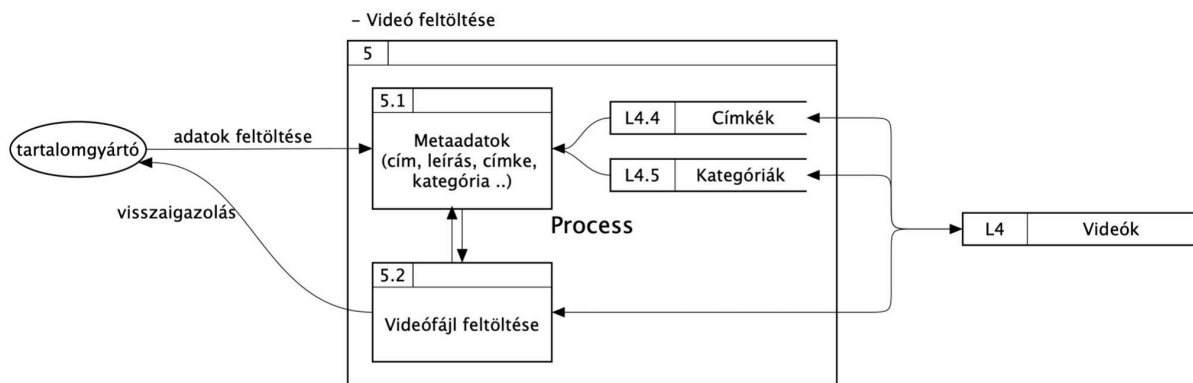 – Videó feltöltése
5
5.1
Metaadatok
(cím, leírás, címke,
kategória ..)
L4.4 Címkék
L4.5 Kategóriák
tartalomgyártó
adatok feltöltése
visszaigazolás
Process
L4 Videók
5.2
Videófájl feltöltése